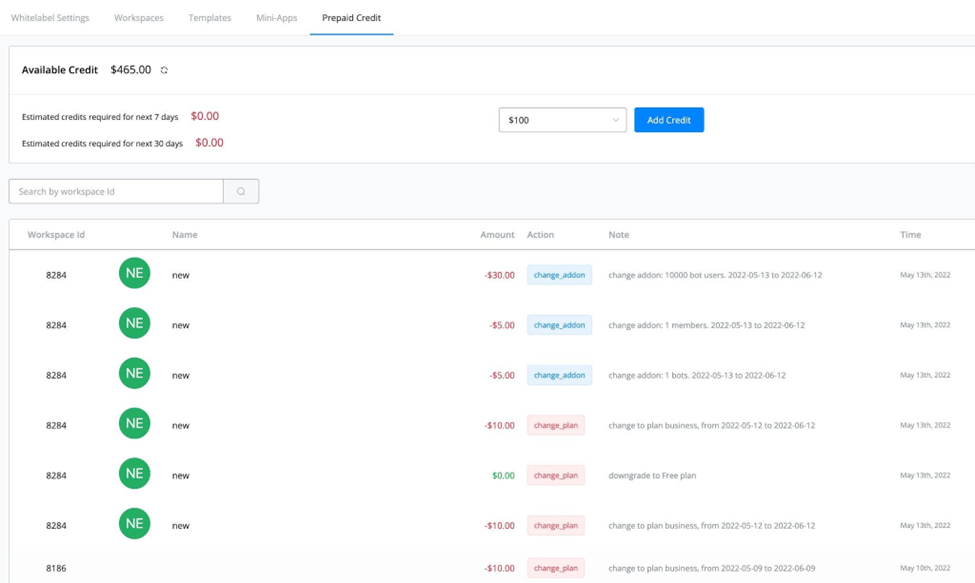 Whitelabel Settings Workspaces Templates Mini-Apps Prepaid Credit
Available Credit $465.00
Estimated credits required for next 7 days $0.00
$100 Add Credit
Estimated credits required for next 30 days $0.00
Search by workspace Id
Workspace Id Name Amount Action Note Time
8284 NE new -$30.00 change_addon change addon: 10000 bot users. 2022-05-13 to 2022-06-12 May 13th, 2022
8284 NE new -$5.00 change_addon change addon: 1 members. 2022-05-13 to 2022-06-12 May 13th, 2022
8284 NE new -$5.00 change_addon change addon: 1 bots. 2022-05-13 to 2022-06-12 May 13th, 2022
8284 NE new -$10.00 change_plan change to plan business, from 2022-05-12 to 2022-06-12 May 13th, 2022
8284 NE new $0.00 change_plan downgrade to Free plan May 13th, 2022
8284 NE new -$10.00 change_plan change to plan business, from 2022-05-12 to 2022-06-12 May 13th, 2022
8186 -$10.00 change_plan change to plan business, from 2022-05-09 to 2022-06-09 May 10th, 2022